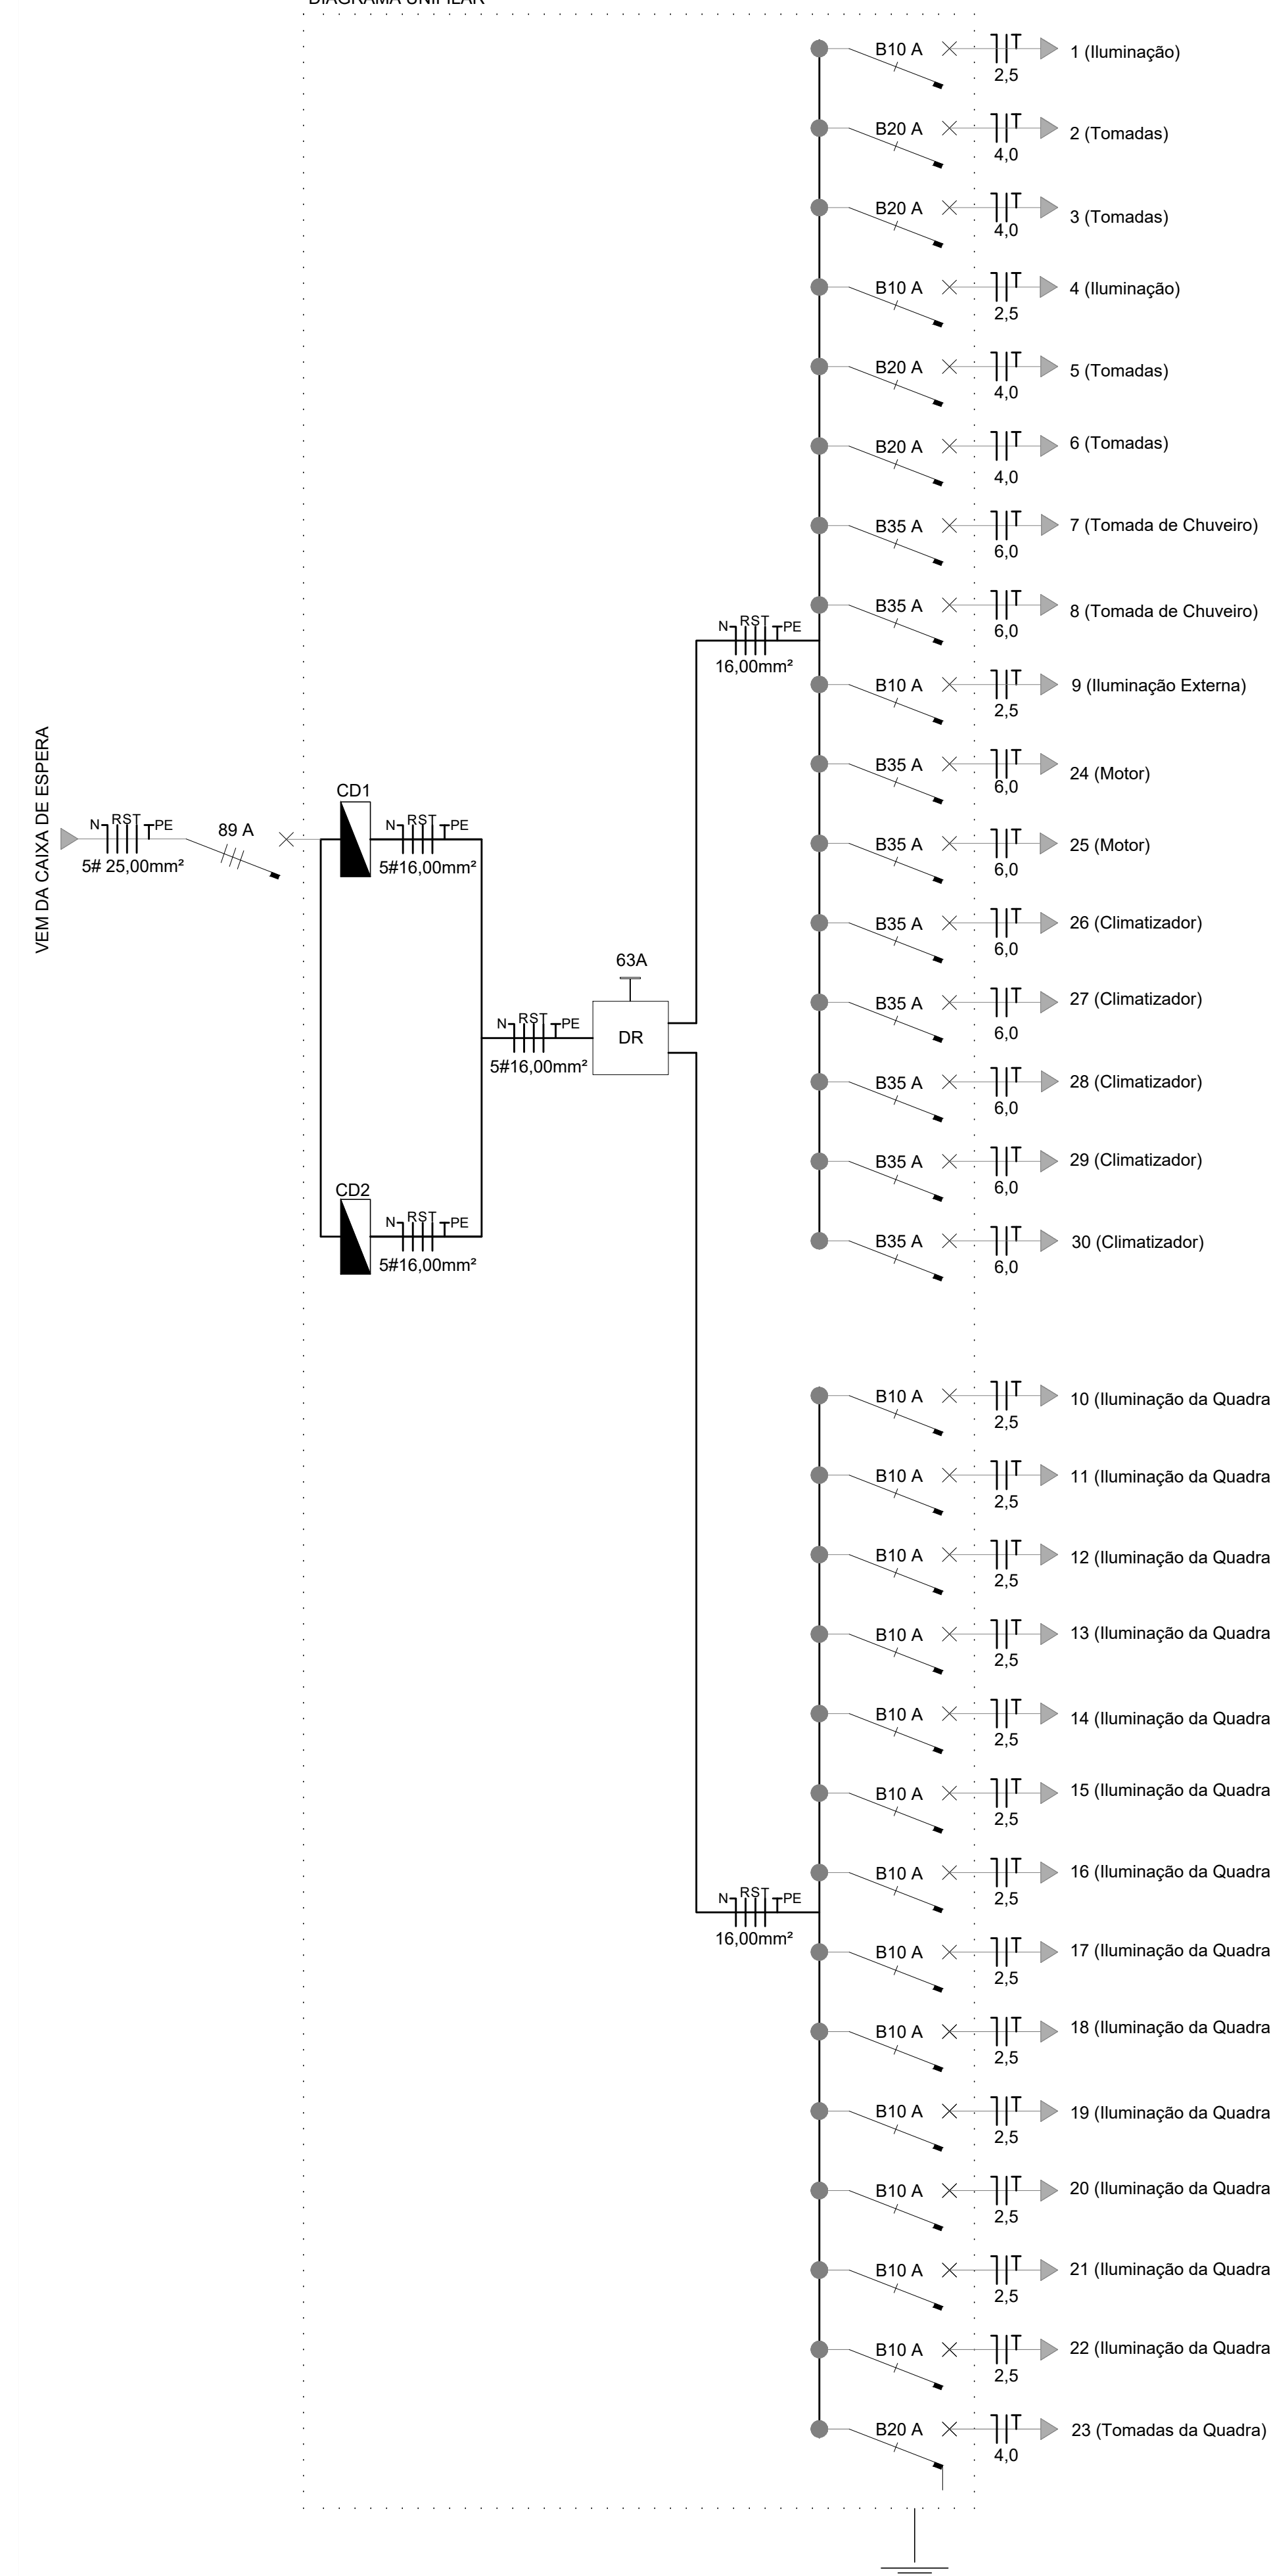 DIAGRAMA UNIFILAR
B10 A T 1 (Iluminação)
2,5
B20 A T 2 (Tomadas)
4,0
B20 A T 3 (Tomadas)
4,0
B10 A T 4 (Iluminação)
2,5
B20 A T 5 (Tomadas)
4,0
B20 A T 6 (Tomadas)
4,0
B35 A T 7 (Tomada de Chuveiro)
6,0
B35 A T 8 (Tomada de Chuveiro)
6,0
N RST PE
16,00mm²
B10 A T 9 (Iluminação Externa)
2,5
B35 A T 24 (Motor)
6,0
VEM DA CAIXA DE ESPERA
N RST PE
5# 25,00mm²
89 A
CD1
N RST PE
5#16,00mm²
B35 A T 25 (Motor)
6,0
B35 A T 26 (Climatizador)
6,0
63A
DR
N RST PE
5#16,00mm²
B35 A T 27 (Climatizador)
6,0
B35 A T 28 (Climatizador)
6,0
B35 A T 29 (Climatizador)
6,0
CD2
N RST PE
5#16,00mm²
B35 A T 30 (Climatizador)
6,0
B10 A T 10 (Iluminação da Quadra
2,5
B10 A T 11 (Iluminação da Quadra
2,5
B10 A T 12 (Iluminação da Quadra
2,5
B10 A T 13 (Iluminação da Quadra
2,5
B10 A T 14 (Iluminação da Quadra
2,5
B10 A T 15 (Iluminação da Quadra
2,5
B10 A T 16 (Iluminação da Quadra
2,5
N RST PE
16,00mm²
B10 A T 17 (Iluminação da Quadra
2,5
B10 A T 18 (Iluminação da Quadra
2,5
B10 A T 19 (Iluminação da Quadra
2,5
B10 A T 20 (Iluminação da Quadra
2,5
B10 A T 21 (Iluminação da Quadra
2,5
B10 A T 22 (Iluminação da Quadra
2,5
B20 A T 23 (Tomadas da Quadra)
4,0